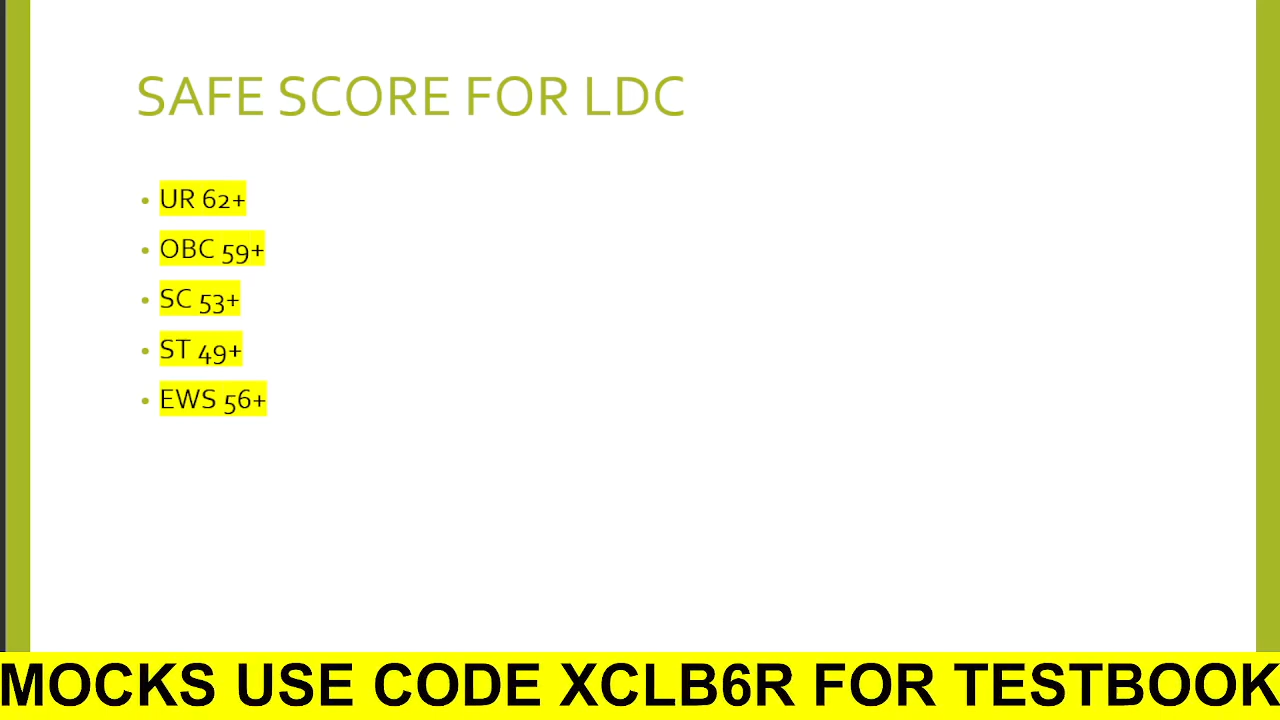 SAFE SCORE FOR LDC
• UR 62+
• OBC 59+
• SC 53+
• ST 49+
• EWS 56+
MOCKS USE CODE XCLB6R FOR TESTBOOK